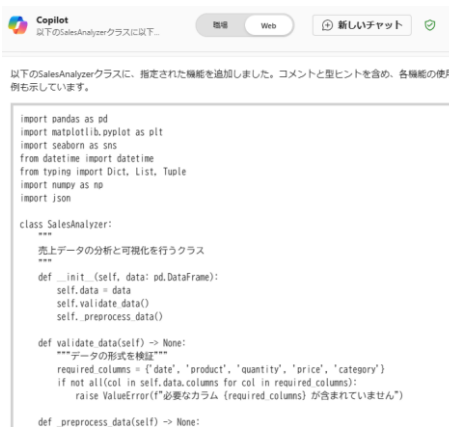 Copilot
以下のSalesAnalyzerクラスに以下...
職場
Web
新しいチャット
以下のSalesAnalyzerクラスに、指定された機能を追加しました。コメントと型ヒントを含め、各機能の使用
例も示しています。
import pandas as pd
import matplotlib.pyplot as plt
import seaborn as sns
from datetime import datetime
from typing import Dict, List, Tuple
import numpy as np
import json
class SalesAnalyzer:
"""
売上データの分析と可視化を行うクラス
"""
def __init__(self, data: pd.DataFrame):
self.data = data
self.validate_data()
self._preprocess_data()
def validate_data(self) -> None:
"""データの形式を検証"""
required_columns = {'date', 'product', 'quantity', 'price', 'category'}
if not all(col in self.data.columns for col in required_columns):
raise ValueError(f"必要なカラム {required_columns} が含まれていません")
def _preprocess_data(self) -> None: